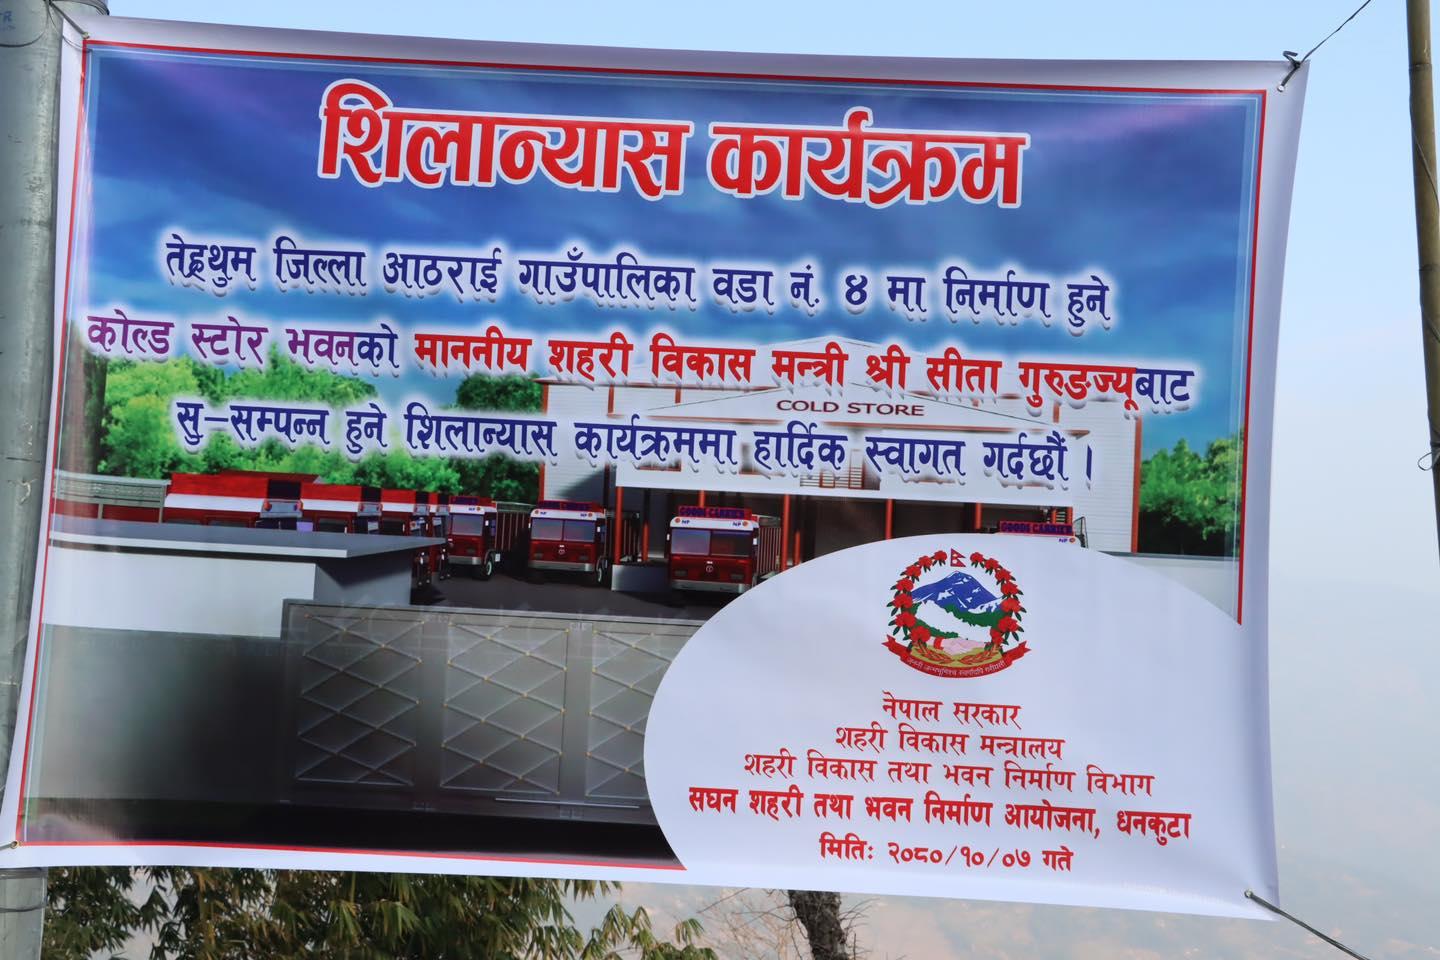 शिलान्यास कार्यक्रम
तेह्रथुम जिल्ला आठराई गाउँपालिका वडा नं. ४ मा निर्माण हुने
कोल्ड स्टोर भवनको माननीय शहरी विकास मन्त्री श्री सीता गुरुङज्यूबाट
सु-सम्पन्न हुने शिलान्यास कार्यक्रममा हार्दिक स्वागत गर्दछौं ।
COLD STORE
GOODS CARRIER
नेपाल सरकार
शहरी विकास मन्त्रालय
शहरी विकास तथा भवन निर्माण विभाग
सघन शहरी तथा भवन निर्माण आयोजना, धनकुटा
मितिः २०८०/१०/०७ गते